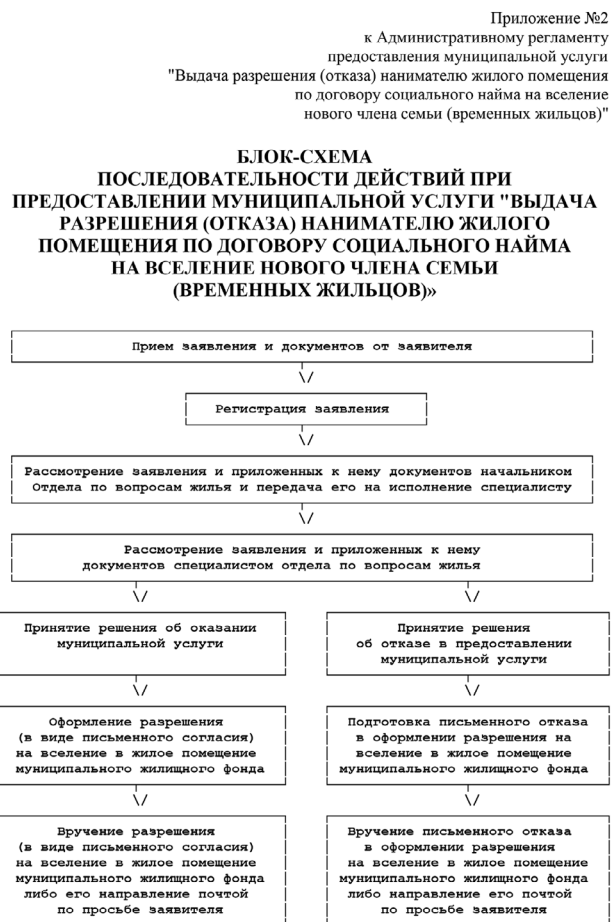 Приложение №2
к Административному регламенту
предоставления муниципальной услуги
"Выдача разрешения (отказа) нанимателю жилого помещения
по договору социального найма на вселение
нового члена семьи (временных жильцов)"
БЛОК-СХЕМА
ПОСЛЕДОВАТЕЛЬНОСТИ ДЕЙСТВИЙ ПРИ
ПРЕДОСТАВЛЕНИИ МУНИЦИПАЛЬНОЙ УСЛУГИ "ВЫДАЧА
РАЗРЕШЕНИЯ (ОТКАЗА) НАНИМАТЕЛЮ ЖИЛОГО
ПОМЕЩЕНИЯ ПО ДОГОВОРУ СОЦИАЛЬНОГО НАЙМА
НА ВСЕЛЕНИЕ НОВОГО ЧЛЕНА СЕМЬИ
(ВРЕМЕННЫХ ЖИЛЬЦОВ)»
Прием заявления и документов от заявителя
Регистрация заявления
Рассмотрение заявления и приложенных к нему документов начальником
Отдела по вопросам жилья и передача его на исполнение специалисту
Рассмотрение заявления и приложенных к нему
документов специалистом отдела по вопросам жилья
Принятие решения об оказании
муниципальной услуги
Принятие решения
об отказе в предоставлении
муниципальной услуги
Оформление разрешения
(в виде письменного согласия)
на вселение в жилое помещение
муниципального жилищного фонда
Подготовка письменного отказа
в оформлении разрешения на
вселение в жилое помещение
муниципального жилищного фонда
Вручение разрешения
(в виде письменного согласия)
на вселение в жилое помещение
муниципального жилищного фонда
либо его направление почтой
по просьбе заявителя
Вручение письменного отказа
в оформлении разрешения
на вселение в жилое помещение
муниципального жилищного фонда
либо направление его почтой
по просьбе заявителя